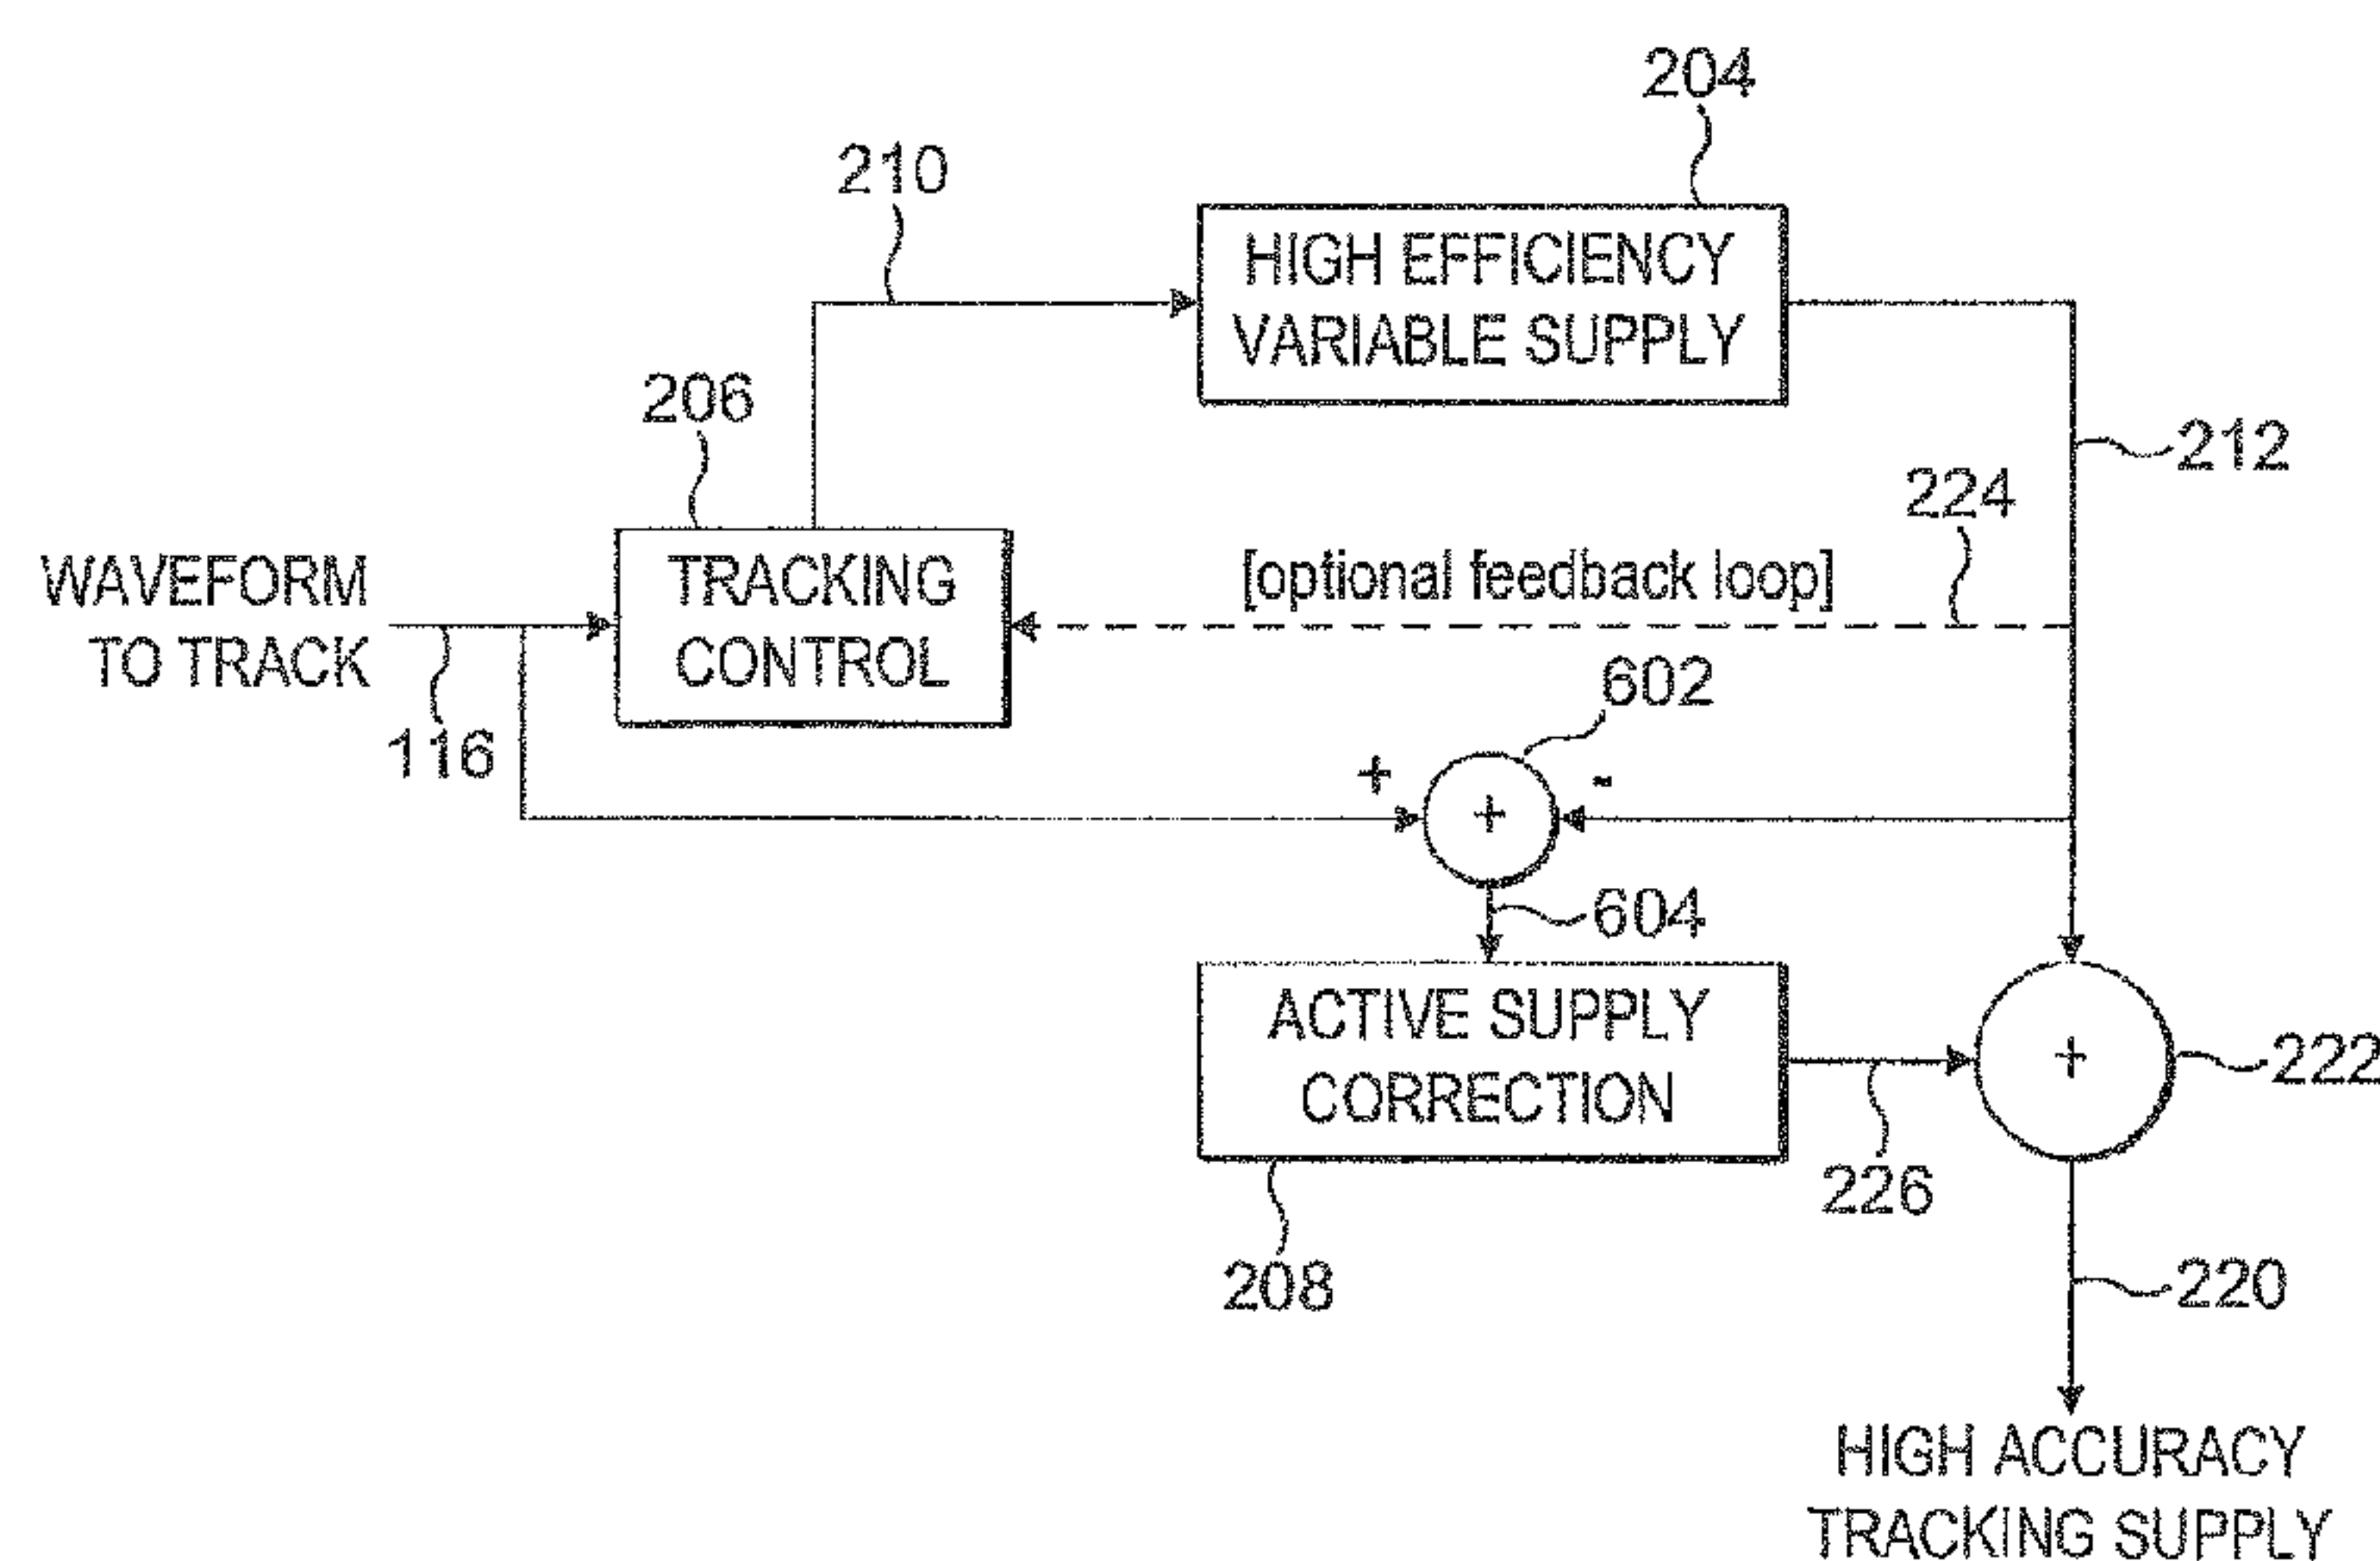 204
210
HIGH EFFICIENCY
VARIABLE SUPPLY
206
212
224
WAVEFORM
TO TRACK
TRACKING
CONTROL
[optional feedback loop]
602
116
+
-
+
604
ACTIVE SUPPLY
CORRECTION
+
222
226
208
220
HIGH ACCURACY
TRACKING SUPPLY